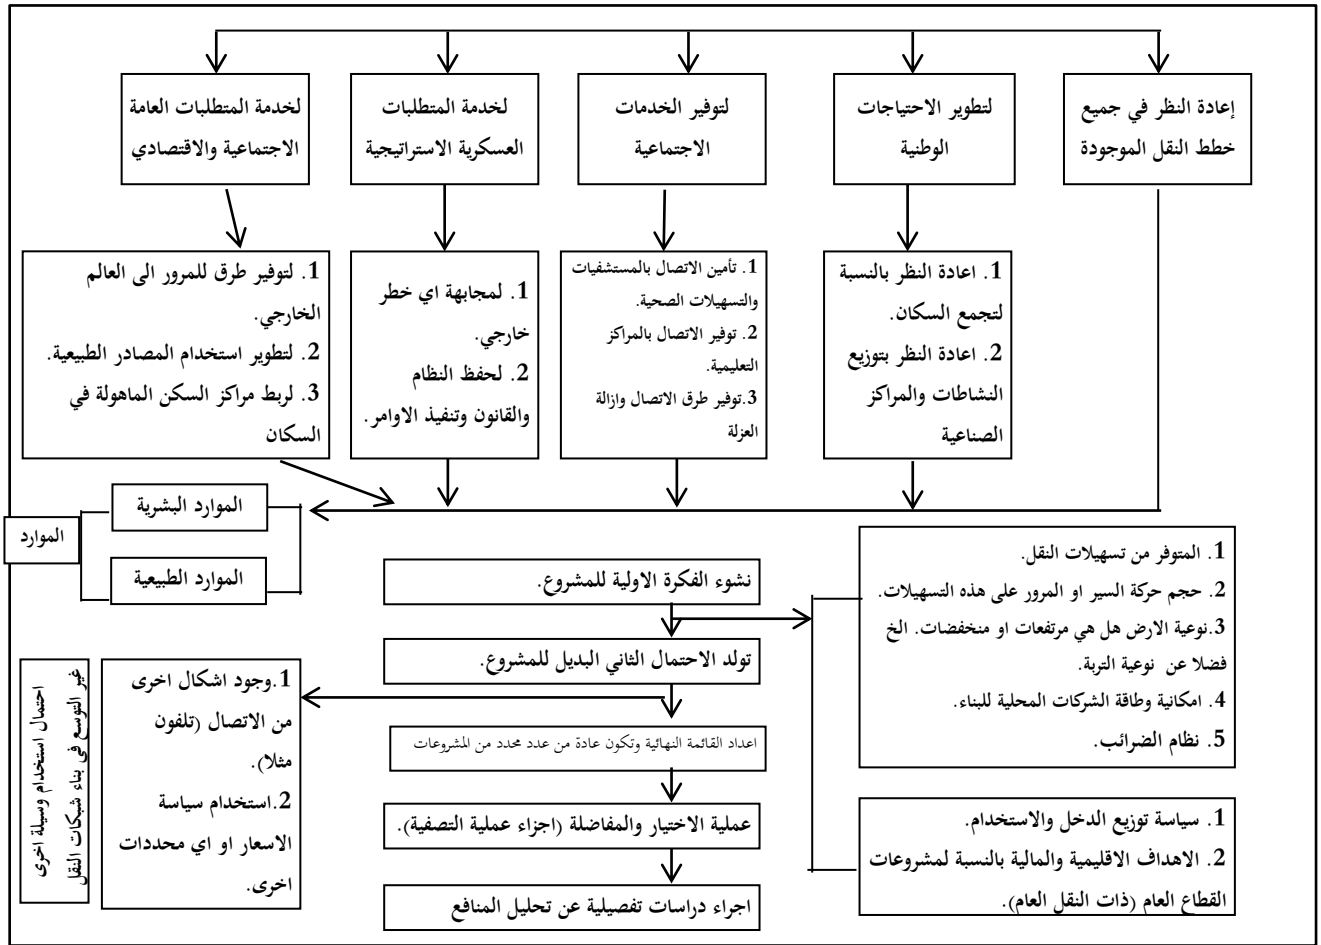 إعادة النظر في جميع
خطط النقل الموجودة
لتطوير الاحتياجات
الوطنية
لتوفير الخدمات
الاجتماعية
لخدمة المتطلبات
العسكرية الاستراتيجية
لخدمة المتطلبات العامة
الاجتماعية والاقتصادي
1. اعادة النظر بالنسبة
لتجمع السكان.
2. اعادة النظر بتوزيع
النشاطات والمراكز
الصناعية
1. تأمين الاتصال بالمستشفيات
والتسهيلات الصحية.
2. توفير الاتصال بالمراكز
التعليمية.
3.توفير طرق الاتصال وازالة
العزلة
1. لمجابهة اي خطر
خارجي.
2. لحفظ النظام
والقانون وتنفيذ الاوامر.
1. لتوفير طرق للمرور الى العالم
الخارجي.
2. لتطوير استخدام المصادر الطبيعية.
3. لربط مراكز السكن الماهولة في
السكان
الموارد البشرية
الموارد
الموارد الطبيعية
1. المتوفر من تسهيلات النقل.
2. حجم حركة السير او المرور على هذه التسهيلات.
3.نوعية الارض هل هي مرتفعات او منخفضات. الخ
فضلا عن نوعية التربة.
4. امكانية وطاقة الشركات المحلية للبناء.
5. نظام الضرائب.
نشوء الفكرة الاولية للمشروع.
تولد الاحتمال الثاني البديل للمشروع.
اعداد القائمة النهائية وتكون عادة من عدد محدد من المشروعات
عملية الاختيار والمفاضلة (اجزاء عملية التصفية).
اجراء دراسات تفصيلية عن تحليل المنافع
1. سياسة توزيع الدخل والاستخدام.
2. الاهداف الاقليمية والمالية بالنسبة لمشروعات
القطاع العام (ذات النقل العام).
1.وجود اشكال اخرى
من الاتصال (تلفون
مثلا).
2.استخدام سياسة
الاسعار او اي محددات
اخرى.
احتمال استخدام وسيلة اخرى
غير التوسع في بناء شبكات النقل